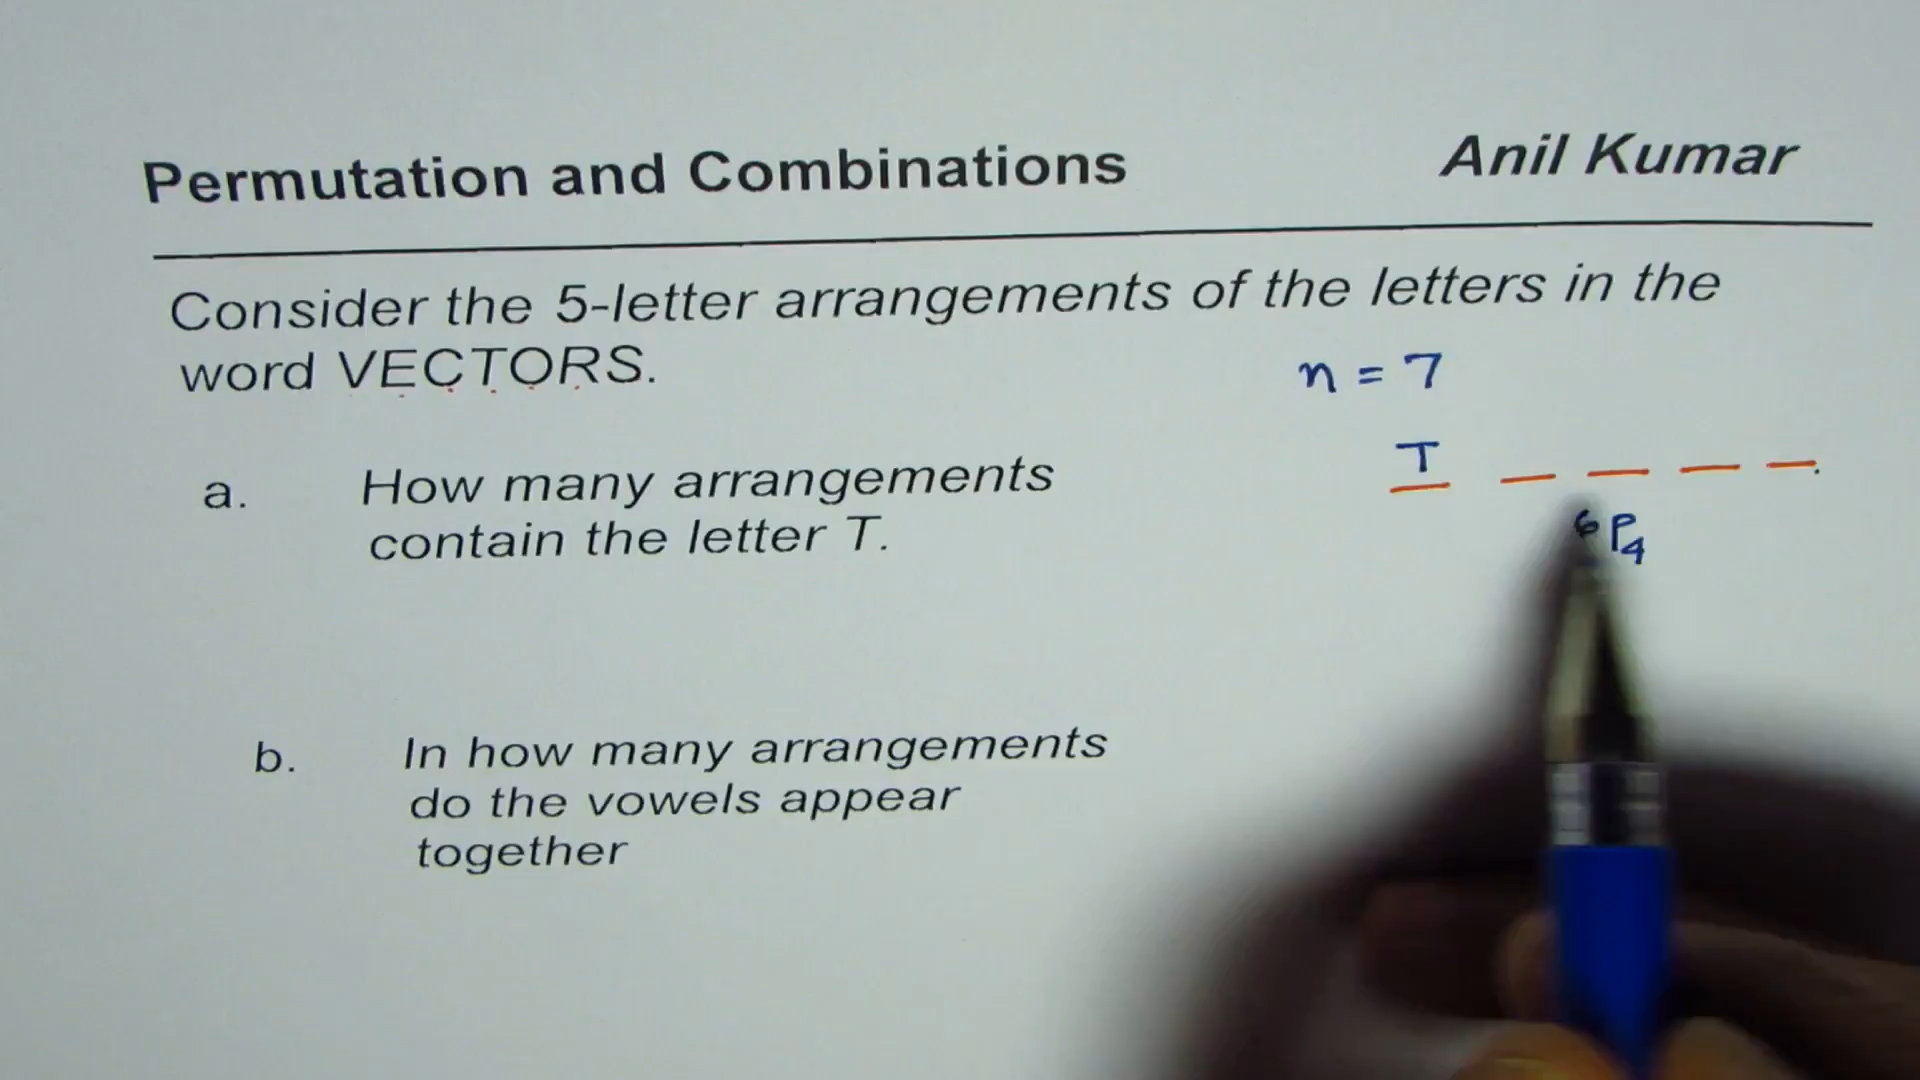 Permutation and Combinations Anil Kumar
Consider the 5-letter arrangements of the letters in the
word VECTORS.
n = 7
a. How many arrangements
contain the letter T.
T _ _ _ _
⁶P₄
b. In how many arrangements
do the vowels appear
together